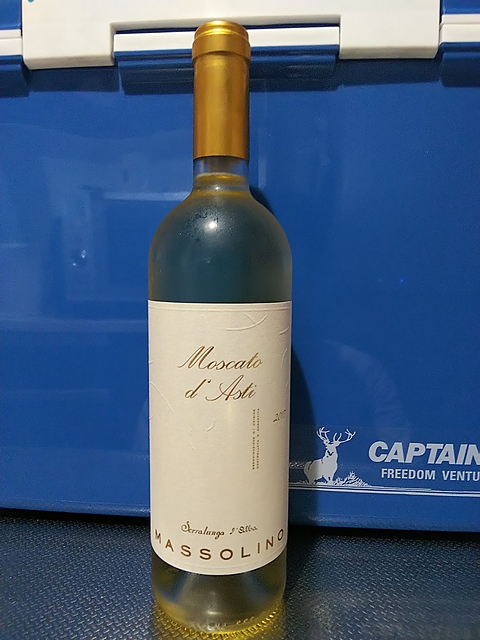 Moscato
d'Asti
Serralunga d'Alba
MASSOLINO
CAPTAIN
FREEDOM VENTU